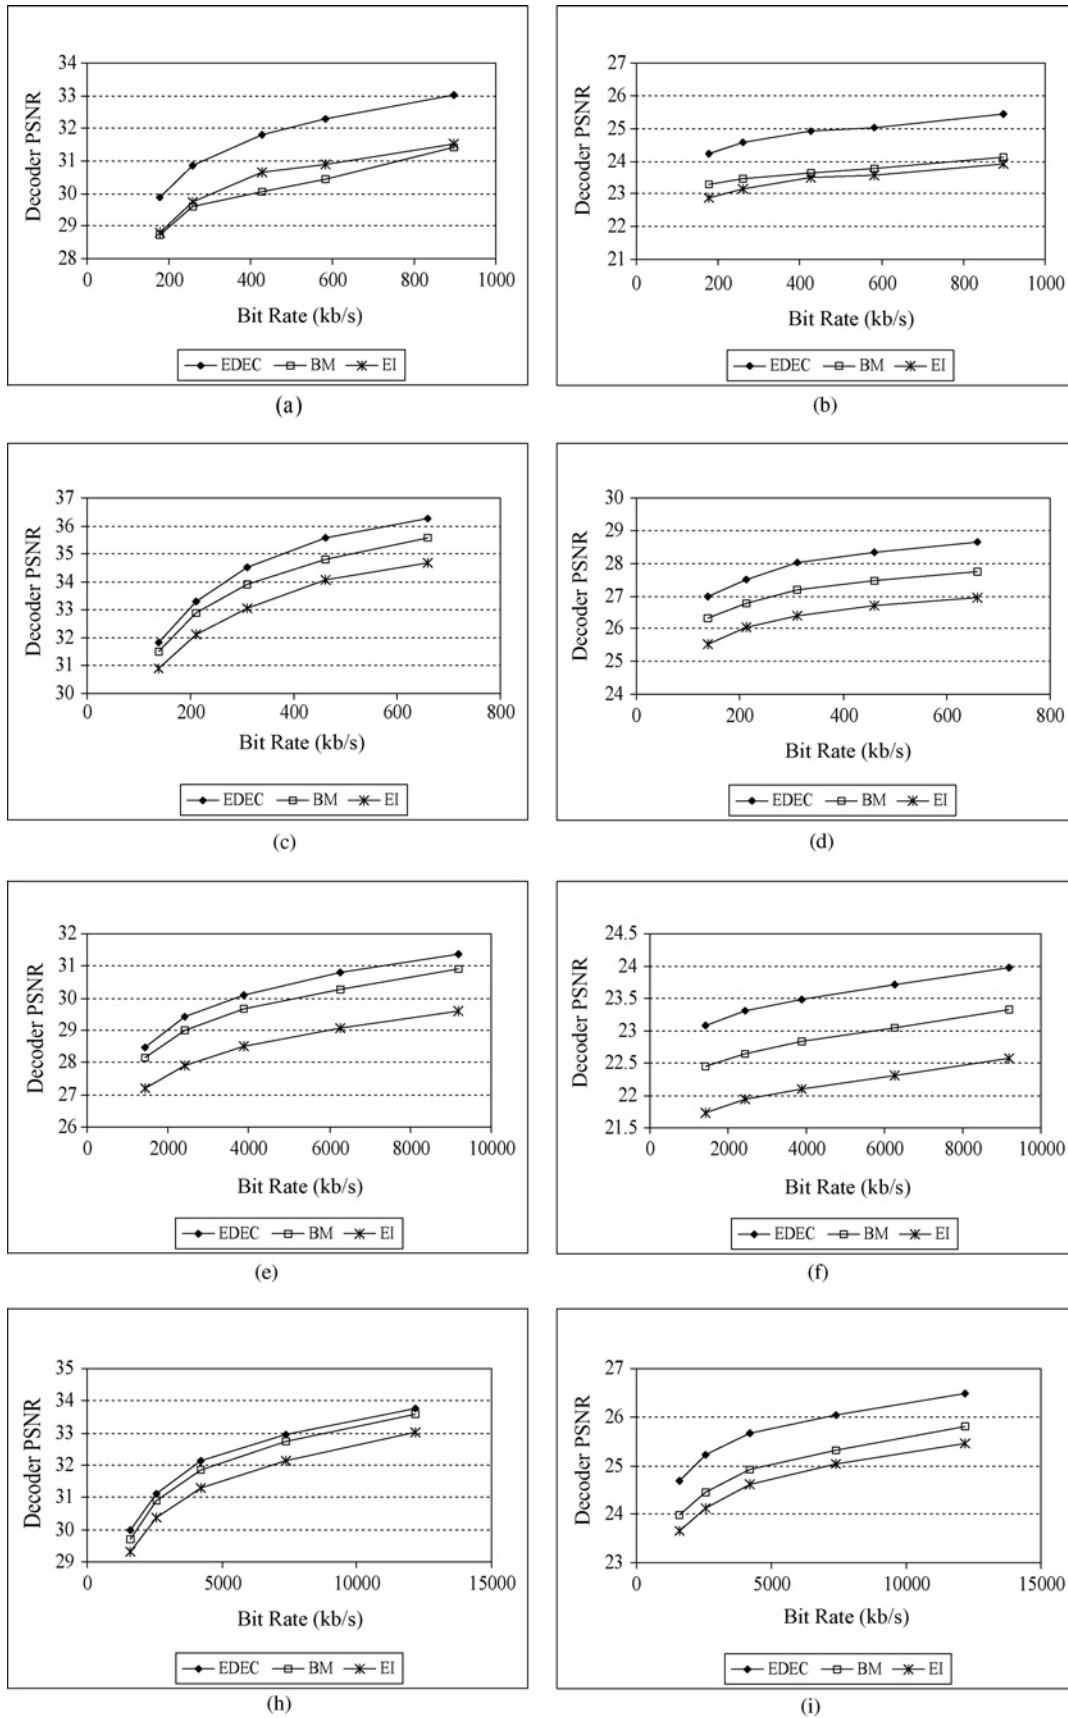 34
33
32
31
30
29
28
Decoder PSNR
0 200 400 600 800 1000
Bit Rate (kb/s)
EDEC BM EI
(a)
27
26
25
24
23
22
21
Decoder PSNR
0 200 400 600 800 1000
Bit Rate (kb/s)
EDEC BM EI
(b)
37
36
35
34
33
32
31
30
Decoder PSNR
0 200 400 600 800
Bit Rate (kb/s)
EDEC BM EI
(c)
30
29
28
27
26
25
24
Decoder PSNR
0 200 400 600 800
Bit Rate (kb/s)
EDEC BM EI
(d)
32
31
30
29
28
27
26
Decoder PSNR
0 2000 4000 6000 8000 10000
Bit Rate (kb/s)
EDEC BM EI
(e)
24.5
24
23.5
23
22.5
22
21.5
Decoder PSNR
0 2000 4000 6000 8000 10000
Bit Rate (kb/s)
EDEC BM EI
(f)
35
34
33
32
31
30
29
Decoder PSNR
0 5000 10000 15000
Bit Rate (kb/s)
EDEC BM EI
(h)
27
26
25
24
23
Decoder PSNR
0 5000 10000 15000
Bit Rate (kb/s)
EDEC BM EI
(i)